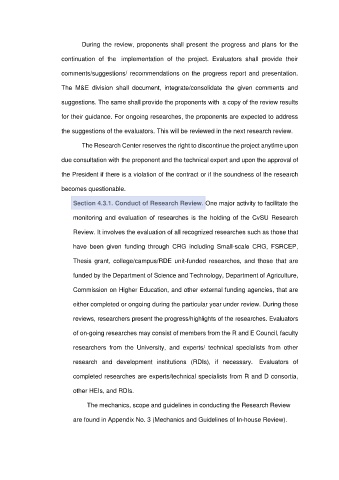 During the review, proponents shall present the progress and plans for the
continuation of the implementation of the project. Evaluators shall provide their
comments/suggestions/ recommendations on the progress report and presentation.
The M&E division shall document, integrate/consolidate the given comments and
suggestions. The same shall provide the proponents with a copy of the review results
for their guidance. For ongoing researches, the proponents are expected to address
the suggestions of the evaluators. This will be reviewed in the next research review.
The Research Center reserves the right to discontinue the project anytime upon
due consultation with the proponent and the technical expert and upon the approval of
the President if there is a violation of the contract or if the soundness of the research
becomes questionable.
Section 4.3.1. Conduct of Research Review. One major activity to facilitate the
monitoring and evaluation of researches is the holding of the CvSU Research
Review. It involves the evaluation of all recognized researches such as those that
have been given funding through CRG including Small-scale CRG, FSRCEP,
Thesis grant, college/campus/RDE unit-funded researches, and those that are
funded by the Department of Science and Technology, Department of Agriculture,
Commission on Higher Education, and other external funding agencies, that are
either completed or ongoing during the particular year under review. During these
reviews, researchers present the progress/highlights of the researches. Evaluators
of on-going researches may consist of members from the R and E Council, faculty
researchers from the University, and experts/ technical specialists from other
research and development institutions (RDIs), if necessary. Evaluators of
completed researches are experts/technical specialists from R and D consortia,
other HEIs, and RDIs.
The mechanics, scope and guidelines in conducting the Research Review
are found in Appendix No. 3 (Mechanics and Guidelines of In-house Review).